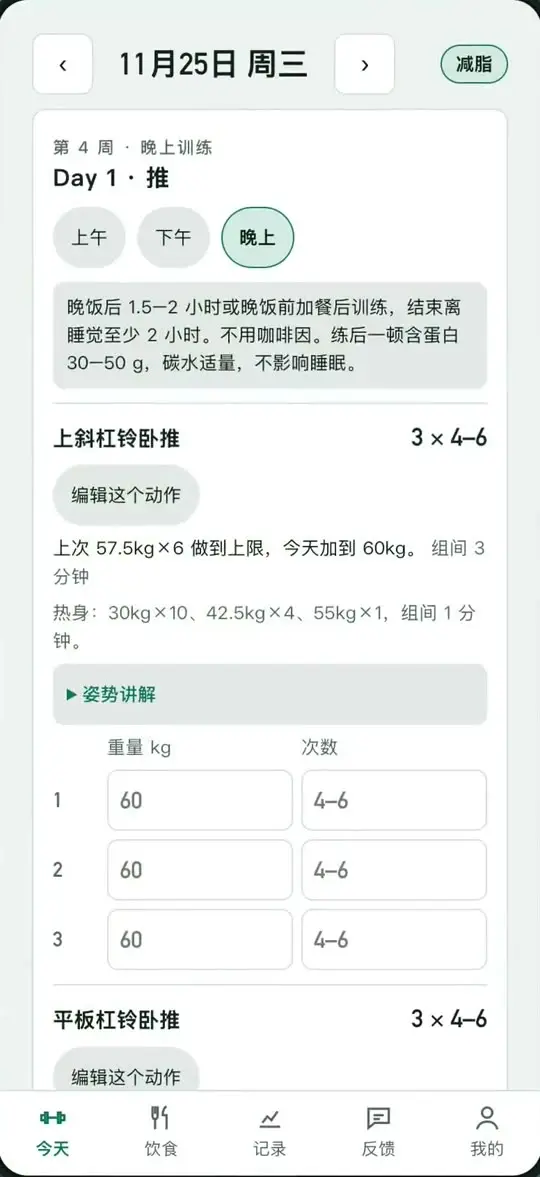 ‹ 11月25日 周三 › 减脂
第 4 周 · 晚上训练
Day 1 · 推
上午 下午 晚上
晚饭后 1.5–2 小时或晚饭前加餐后训练，结束离
睡觉至少 2 小时。不用咖啡因。练后一顿含蛋白
30–50 g，碳水适量，不影响睡眠。
上斜杠铃卧推 3 × 4–6
编辑这个动作
上次 57.5kg×6 做到上限，今天加到 60kg。 组间 3
分钟
热身：30kg×10、42.5kg×4、55kg×1，组间 1 分
钟。
▶ 姿势讲解
重量 kg 次数
1 60 4–6
2 60 4–6
3 60 4–6
平板杠铃卧推 3 × 4–6
编辑这个动作
今天 饮食 记录 反馈 我的